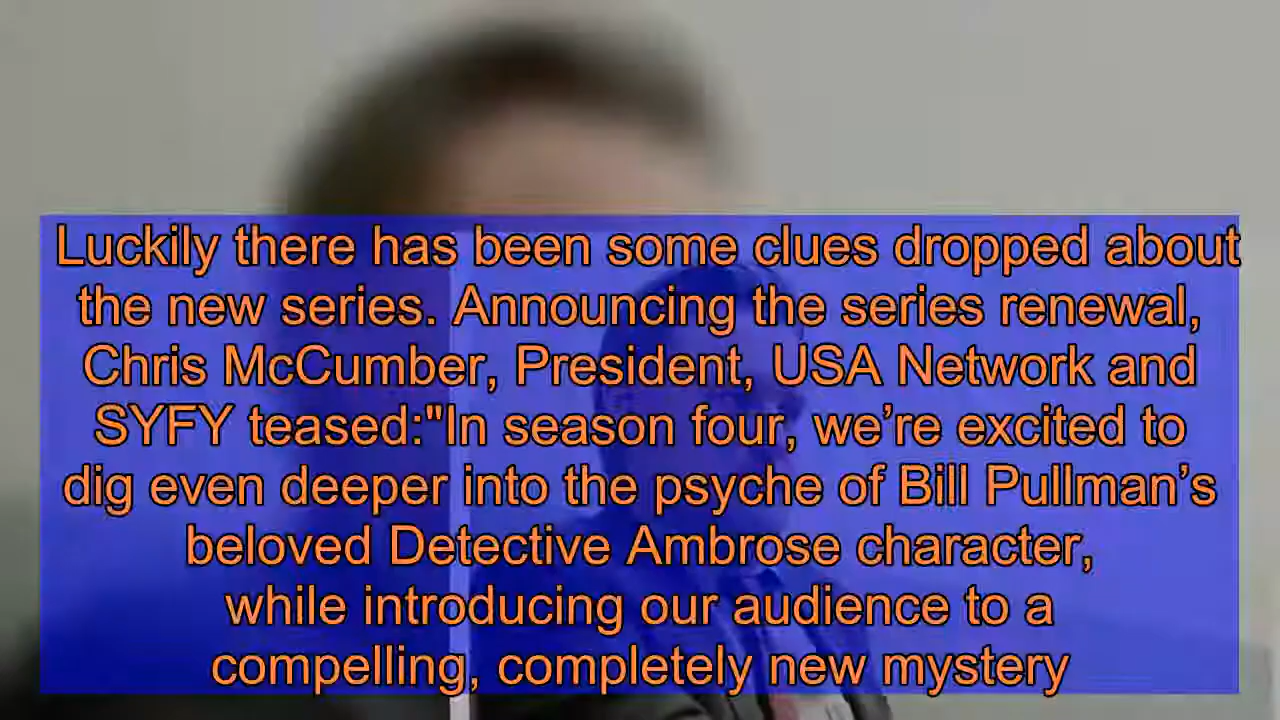 Luckily there has been some clues dropped about
the new series. Announcing the series renewal,
Chris McCumber, President, USA Network and
SYFY teased:"In season four, we’re excited to
dig even deeper into the psyche of Bill Pullman’s
beloved Detective Ambrose character,
while introducing our audience to a
compelling, completely new mystery